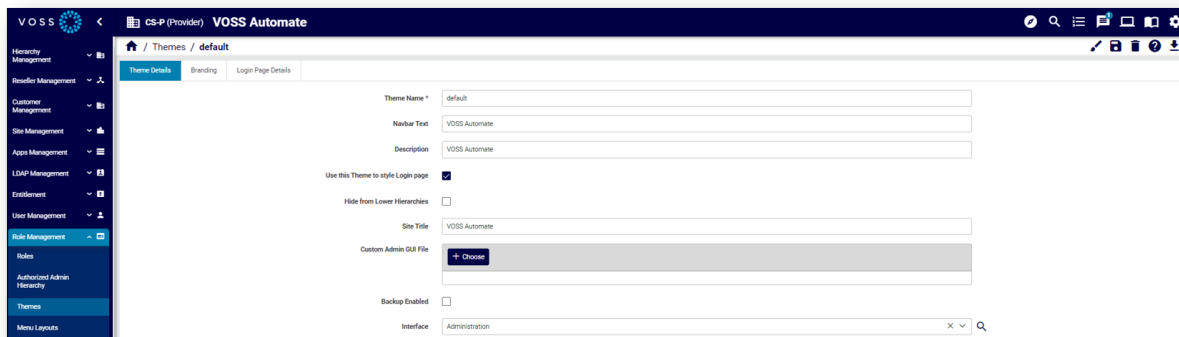 VOSS
CS-P (Provider) VOSS Automate
1
Hierarchy
Management
Reseller Management
Customer
Management
Site Management
Apps Management
LDAP Management
Entitlement
User Management
Role Management
Roles
Authorized Admin
Hierarchy
Themes
Menu Layouts
/ Themes / default
Theme Details Branding Login Page Details
Theme Name * default
Navbar Text VOSS Automate
Description VOSS Automate
Use this Theme to style Login page
Hide from Lower Hierarchies
Site Title VOSS Automate
Custom Admin GUI File
+ Choose
Backup Enabled
Interface Administration